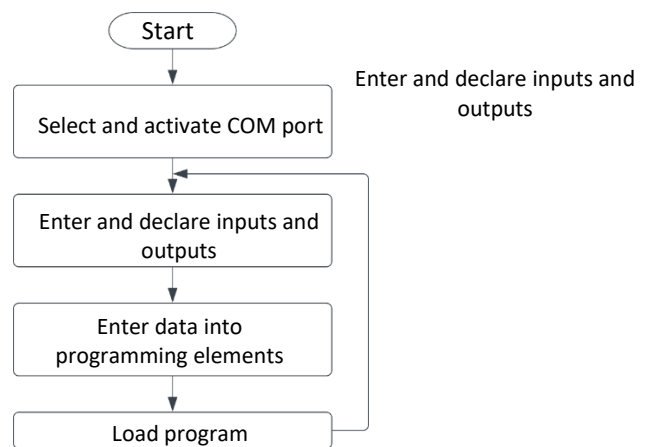 Start
Select and activate COM port
Enter and declare inputs and
outputs
Enter and declare inputs and
outputs
Enter data into
programming elements
Load program